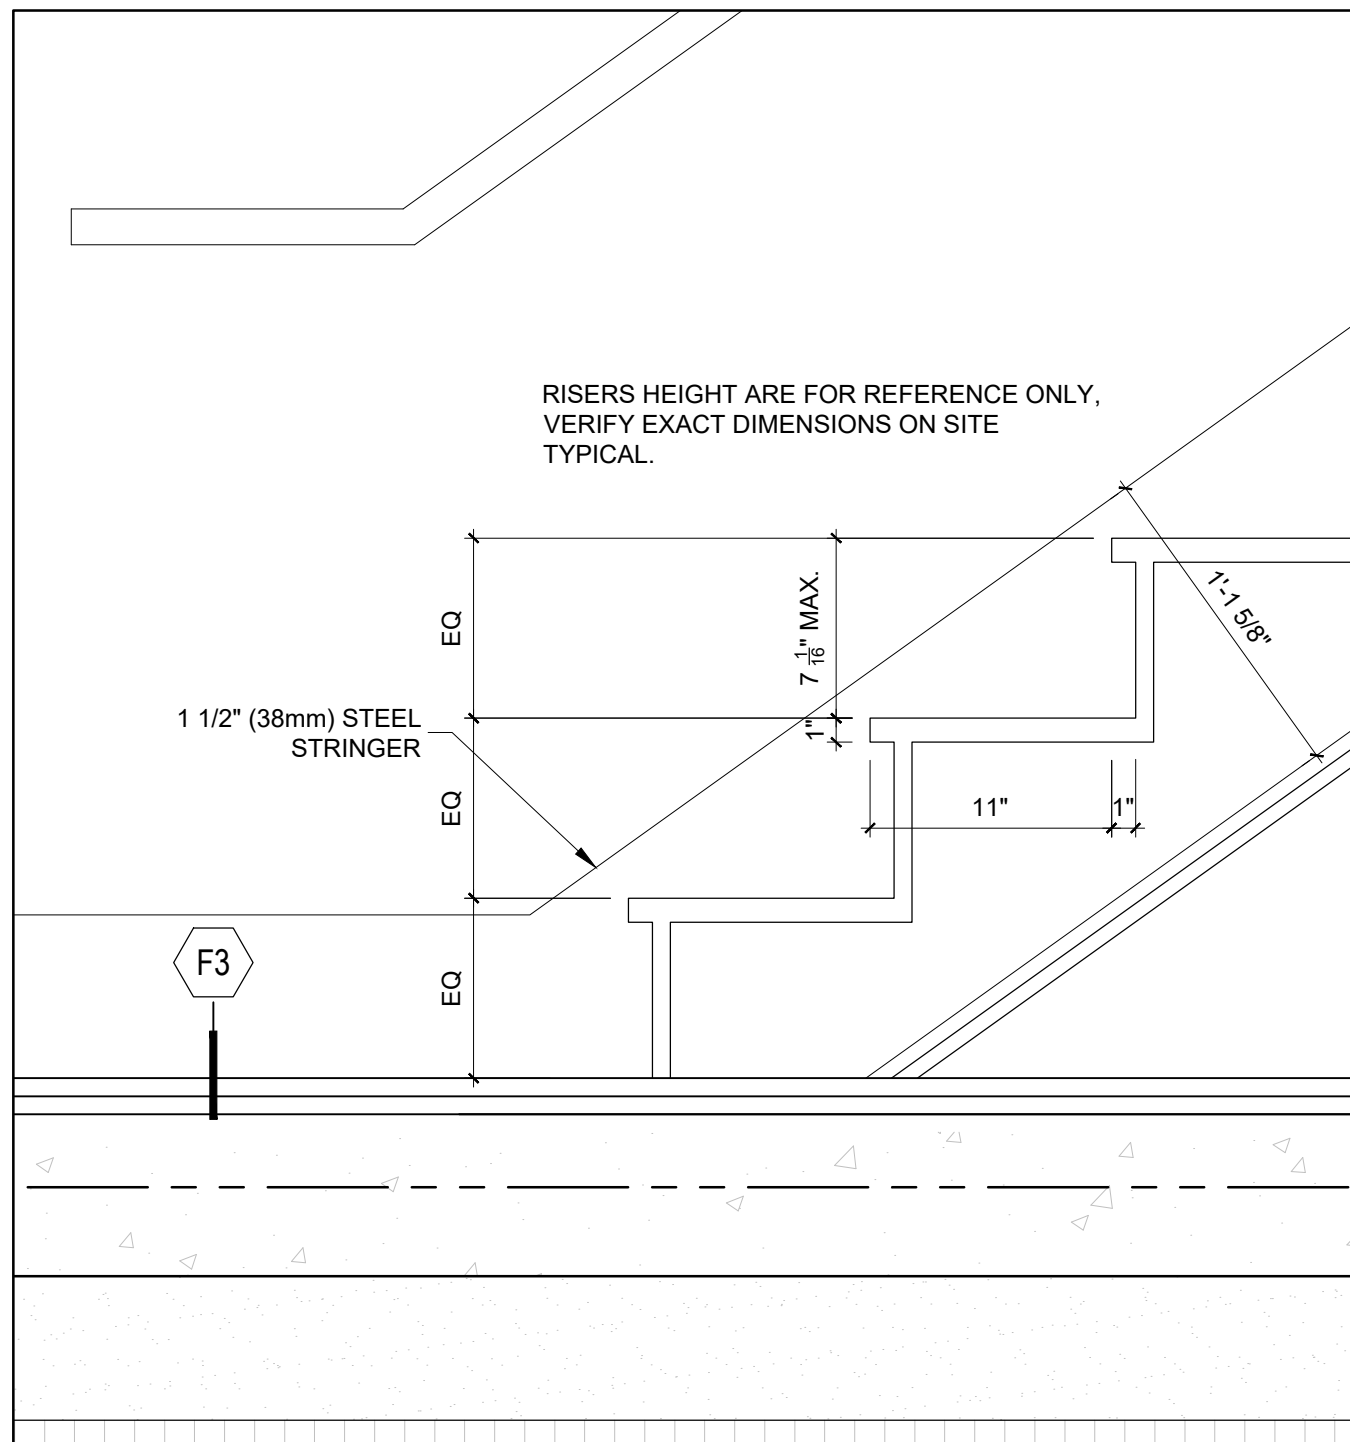 RISERS HEIGHT ARE FOR REFERENCE ONLY,
VERIFY EXACT DIMENSIONS ON SITE
TYPICAL.
EQ
7 1/16" MAX.
1'-1 5/8"
1 1/2" (38mm) STEEL
STRINGER
1"
EQ
11"
1"
F3
EQ